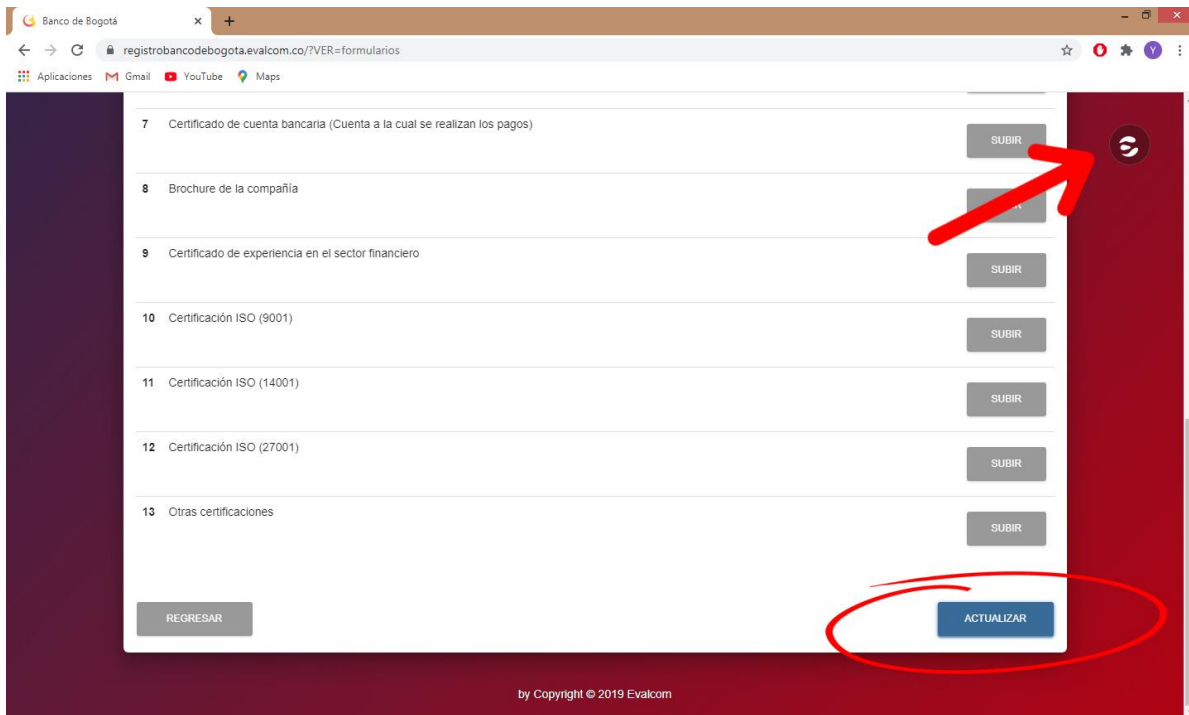 Banco de Bogotá
registrobancodebogota.evalcom.co/?VER=formularios
Aplicaciones Gmail YouTube Maps
7 Certificado de cuenta bancaria (Cuenta a la cual se realizan los pagos)
SUBIR
8 Brochure de la compañía
9 Certificado de experiencia en el sector financiero
SUBIR
10 Certificación ISO (9001)
SUBIR
11 Certificación ISO (14001)
SUBIR
12 Certificación ISO (27001)
SUBIR
13 Otras certificaciones
SUBIR
REGRESAR ACTUALIZAR
by Copyright © 2019 Evalcom